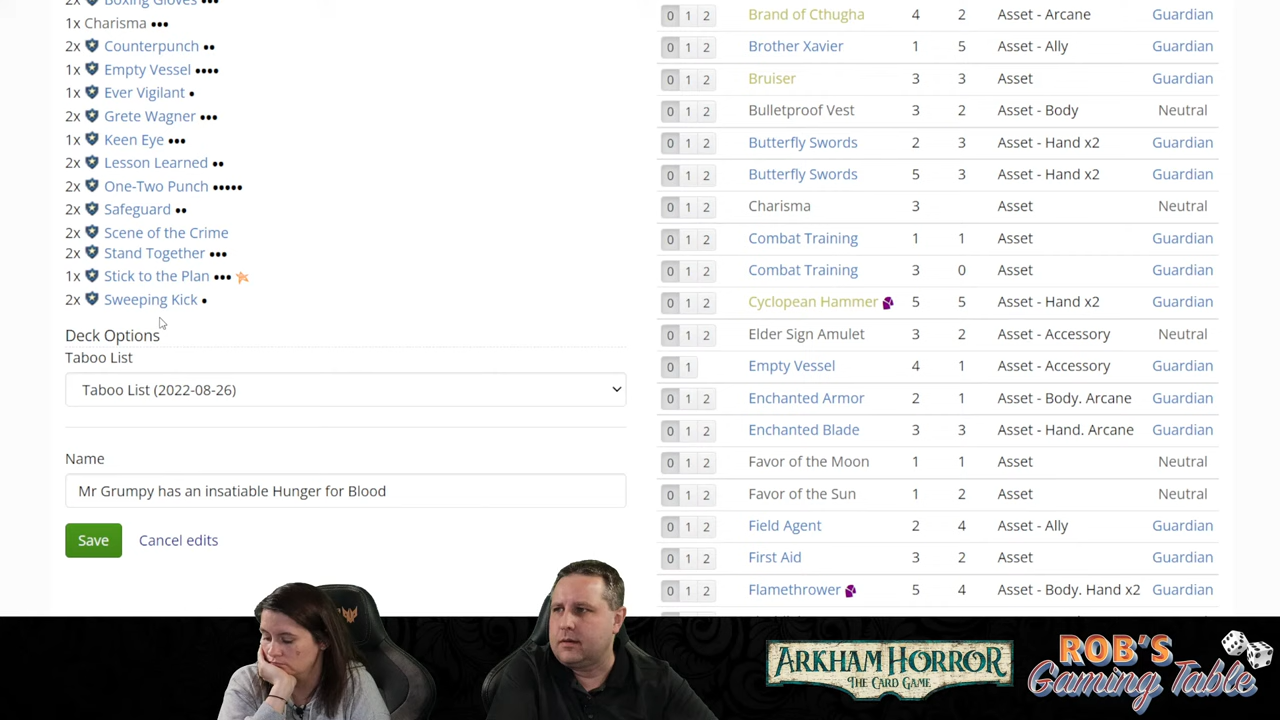 2x Boxing Gloves
1x Charisma
2x Counterpunch
1x Empty Vessel
1x Ever Vigilant
2x Grete Wagner
1x Keen Eye
2x Lesson Learned
2x One-Two Punch
2x Safeguard
2x Scene of the Crime
2x Stand Together
1x Stick to the Plan
2x Sweeping Kick
Deck Options
Taboo List
Taboo List (2022-08-26)
Name
Mr Grumpy has an insatiable Hunger for Blood
Save Cancel edits
0 1 2 Brand of Cthugha 4 2 Asset - Arcane Guardian
0 1 2 Brother Xavier 1 5 Asset - Ally Guardian
0 1 2 Bruiser 3 3 Asset Guardian
0 1 2 Bulletproof Vest 3 2 Asset - Body Neutral
0 1 2 Butterfly Swords 2 3 Asset - Hand x2 Guardian
0 1 2 Butterfly Swords 5 3 Asset - Hand x2 Guardian
0 1 2 Charisma 3 Asset Neutral
0 1 2 Combat Training 1 1 Asset Guardian
0 1 2 Combat Training 3 0 Asset Guardian
0 1 2 Cyclopean Hammer 5 5 Asset - Hand x2 Guardian
0 1 2 Elder Sign Amulet 3 2 Asset - Accessory Neutral
0 1 Empty Vessel 4 1 Asset - Accessory Guardian
0 1 2 Enchanted Armor 2 1 Asset - Body. Arcane Guardian
0 1 2 Enchanted Blade 3 3 Asset - Hand. Arcane Guardian
0 1 2 Favor of the Moon 1 1 Asset Neutral
0 1 2 Favor of the Sun 1 2 Asset Neutral
0 1 2 Field Agent 2 4 Asset - Ally Guardian
0 1 2 First Aid 3 2 Asset Guardian
0 1 2 Flamethrower 5 4 Asset - Body. Hand x2 Guardian
ARKHAM HORROR
THE CARD GAME
ROB'S
Gaming Table